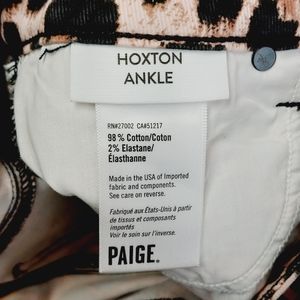 HOXTON
ANKLE
RN#27002 CA#51217
98 % Cotton/Coton
2% Elastane/
Élasthanne
Made in the USA of Imported
fabric and components.
See care on reverse.
Fabriqué aux États-Unis à partir
de tissus et composants
importés
Voir le soin sur l'inverse.
PAIGE.